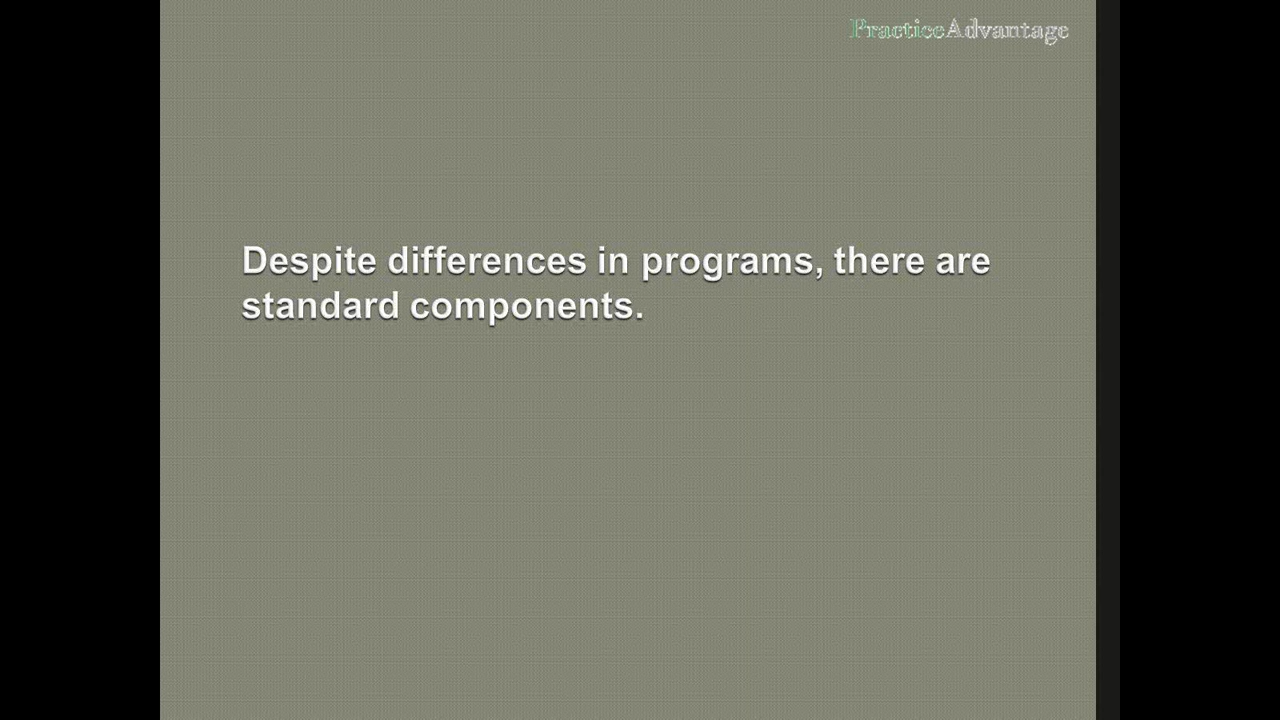 PracticeAdvantage
Despite differences in programs, there are
standard components.